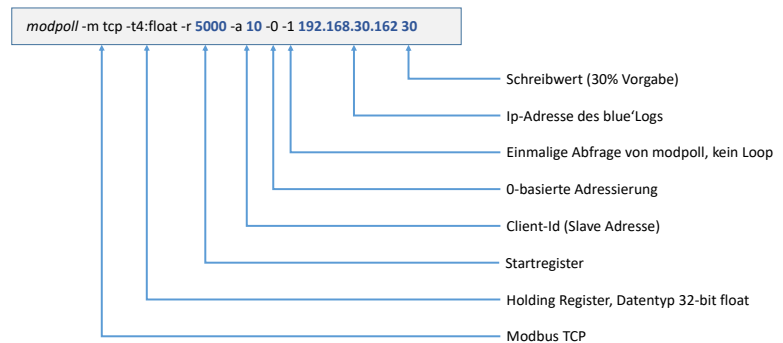 modpoll -m tcp -t4:float -r 5000 -a 10 -0 -1 192.168.30.162 30
Schreibwert (30% Vorgabe)
Ip-Adresse des blue‘Logs
Einmalige Abfrage von modpoll, kein Loop
0-basierte Adressierung
Client-Id (Slave Adresse)
Startregister
Holding Register, Datentyp 32-bit float
Modbus TCP